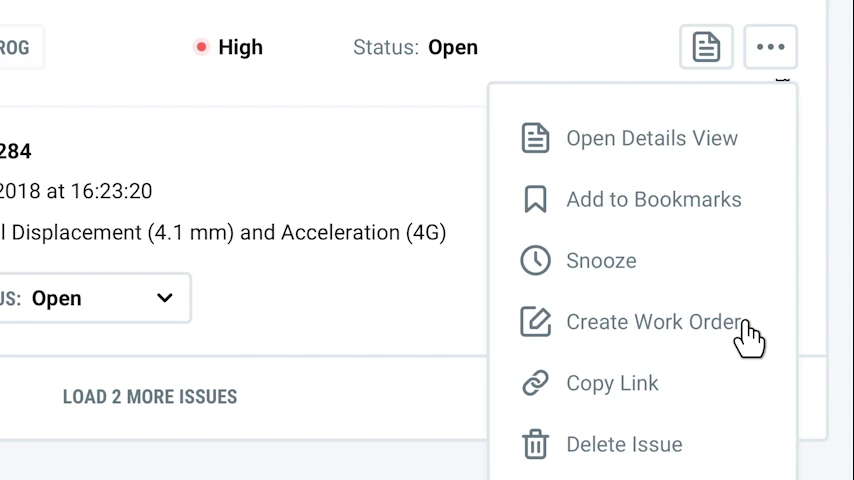 ROG
High
Status: Open
284
2018 at 16:23:20
l Displacement (4.1 mm) and Acceleration (4G)
US: Open
LOAD 2 MORE ISSUES
Open Details View
Add to Bookmarks
Snooze
Create Work Order
Copy Link
Delete Issue